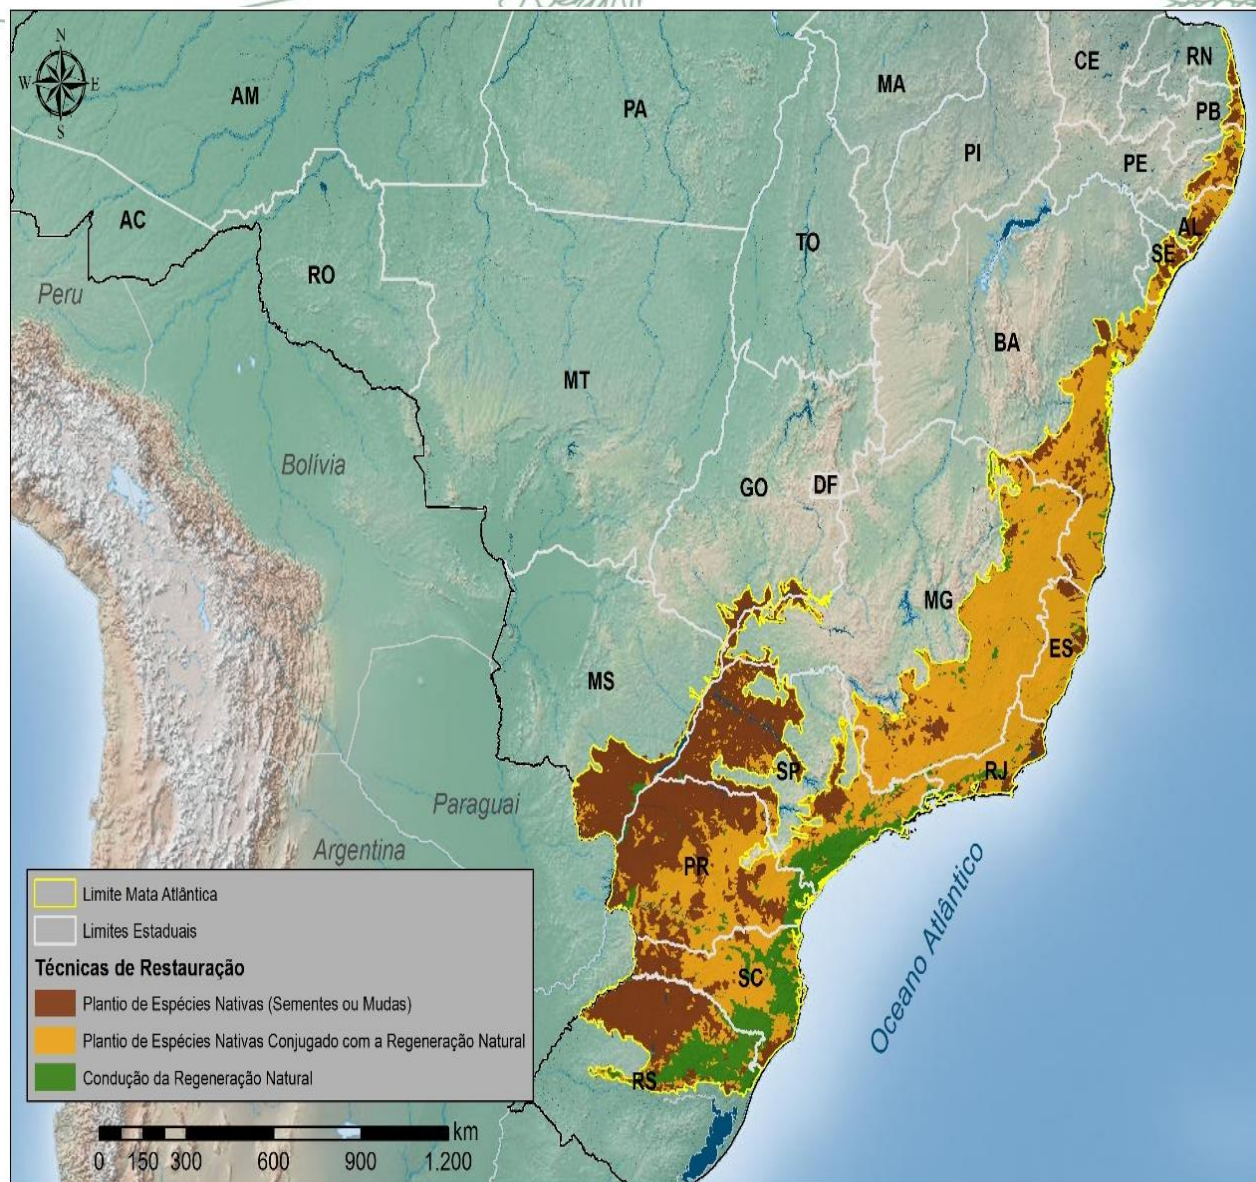 N
W E
S
AM
PA
MA
CE
RN
PB
PI
PE
AC
AL
TO
SE
RO
Peru
BA
MT
Bolívia
GO
DF
MG
ES
MS
SP
RJ
Paraguai
Argentina
PR
Oceano Atlântico
SC
RS
Limite Mata Atlântica
Limites Estaduais
Técnicas de Restauração
Plantio de Espécies Nativas (Sementes ou Mudas)
Plantio de Espécies Nativas Conjugado com a Regeneração Natural
Condução da Regeneração Natural
km
0 150 300 600 900 1.200